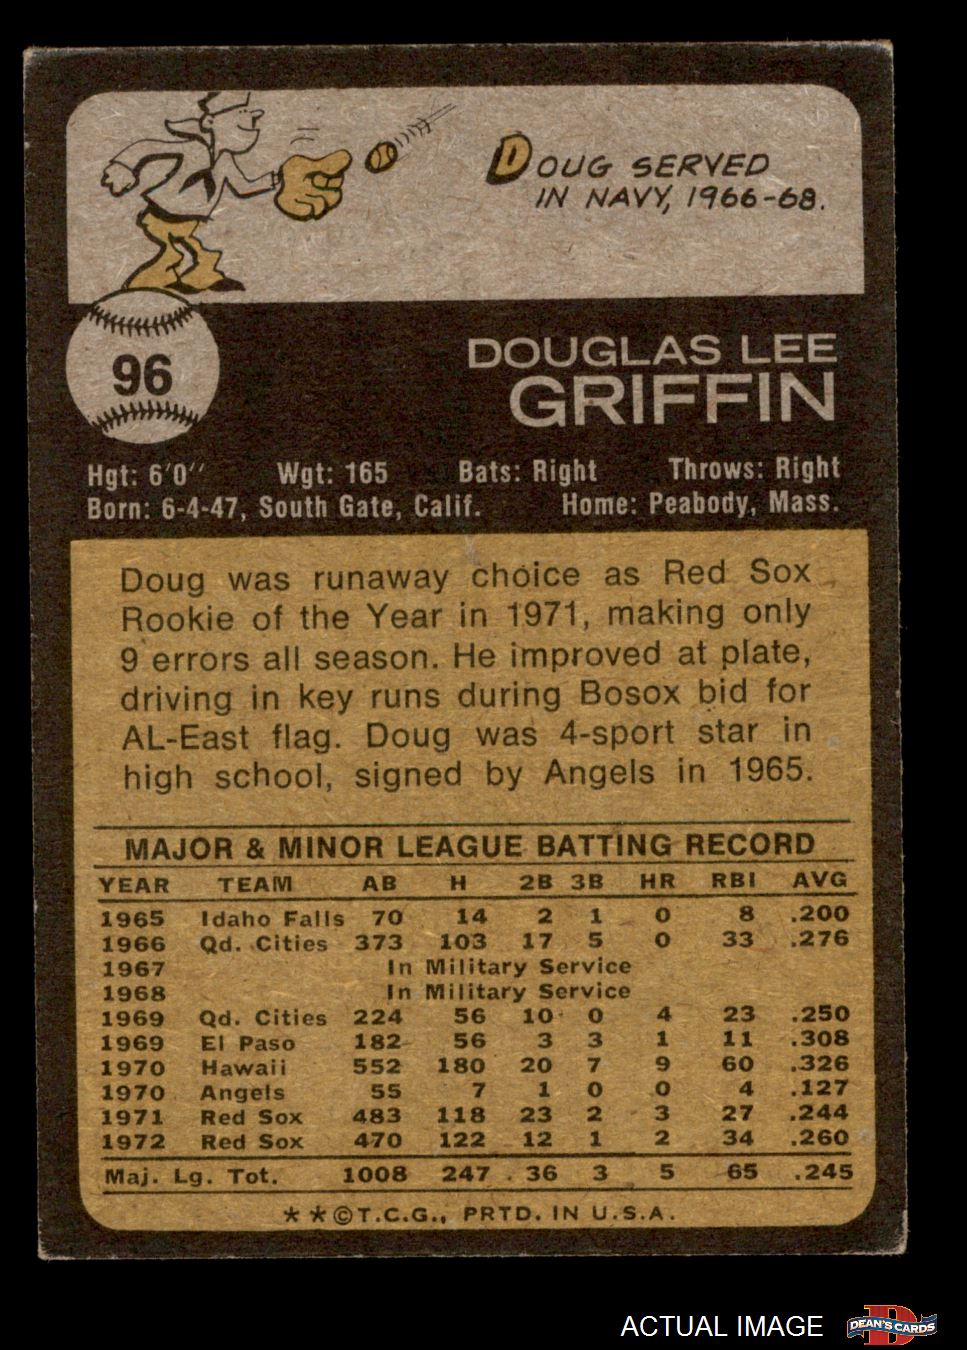 DOUG SERVED
IN NAVY, 1966-68.
96
DOUGLAS LEE
GRIFFIN
Hgt: 6'0" Wgt: 165 Bats: Right Throws: Right
Born: 6-4-47, South Gate, Calif. Home: Peabody, Mass.
Doug was runaway choice as Red Sox
Rookie of the Year in 1971, making only
9 errors all season. He improved at plate,
driving in key runs during Bosox bid for
AL-East flag. Doug was 4-sport star in
high school, signed by Angels in 1965.
MAJOR & MINOR LEAGUE BATTING RECORD
YEAR TEAM AB H 2B 3B HR RBI AVG
1965 Idaho Falls 70 14 2 1 0 8 .200
1966 Qd. Cities 373 103 17 5 0 33 .276
1967 In Military Service
1968 In Military Service
1969 Qd. Cities 224 56 10 0 4 23 .250
1969 El Paso 182 56 3 3 1 11 .308
1970 Hawaii 552 180 20 7 9 60 .326
1970 Angels 55 7 1 0 0 4 .127
1971 Red Sox 483 118 23 2 3 27 .244
1972 Red Sox 470 122 12 1 2 34 .260
Maj. Lg. Tot. 1008 247 36 3 5 65 .245
**©T.C.G., PRTD. IN U.S.A.
ACTUAL IMAGE
DEAN'S CARDS